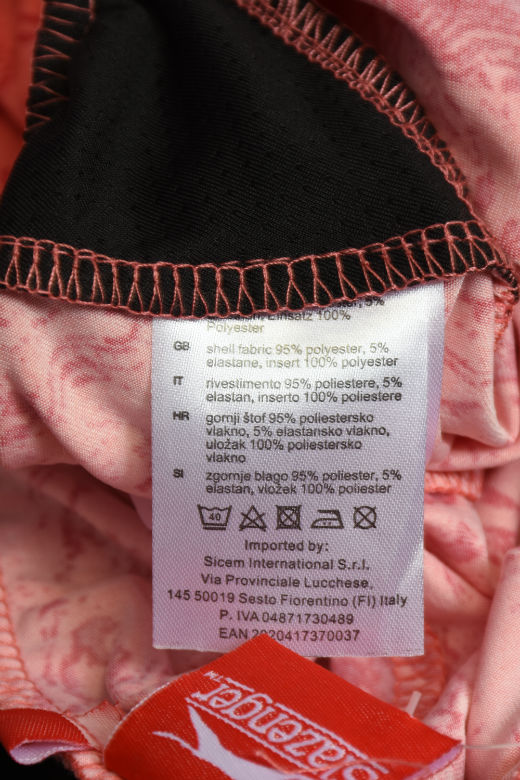 5%
Einsatz 100%
Polyester
GB shell fabric 95% polyester, 5%
elastane, insert 100% polyester
IT rivestimento 95% poliestere, 5%
elastan, inserto 100% poliestere
HR gornji štof 95% poliestersko
vlakno, 5% elastansko vlakno,
uložak 100% poliestersko
vlakno
SI zgornje blago 95% poliester, 5%
elastan, vložek 100% poliester
40
Imported by:
Sicem International S.r.l.
Via Provinciale Lucchese,
145 50019 Sesto Fiorentino (FI) Italy
P. IVA 04871730489
EAN 2020417370037
Slazenger™